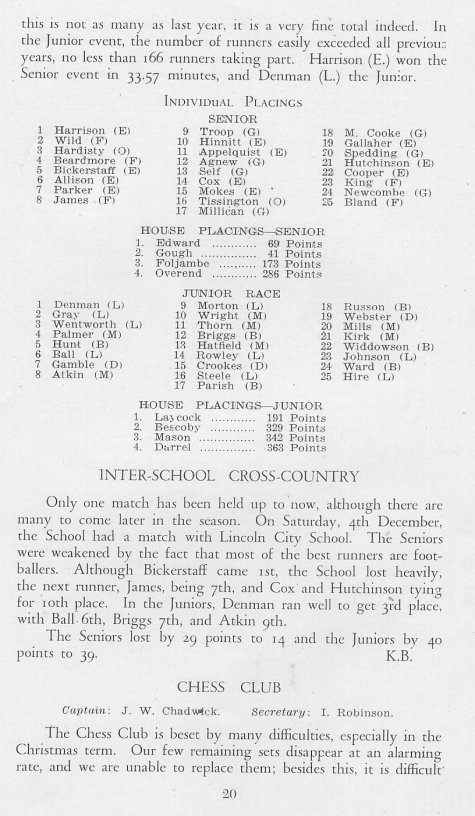 this is not as many as last year, it is a very fine total indeed. In
the Junior event, the number of runners easily exceeded all previous
years, no less than 166 runners taking part. Harrison (E.) won the
Senior event in 33.57 minutes, and Denman (L.) the Junior.
INDIVIDUAL PLACINGS
SENIOR
1 Harrison (E)
2 Wild (F)
3 Hardisty (O)
4 Beardmore (F)
5 Bickerstaff (E)
6 Allison (E)
7 Parker (E)
8 James (F)
9 Troop (G)
10 Hinnitt (E)
11 Appelquist (E)
12 Agnew (G)
13 Self (G)
14 Cox (E)
15 Mokes (E)
16 Tissington (O)
17 Millican (G)
18 M. Cooke (G)
19 Gallaher (E)
20 Spedding (G)
21 Hutchinson (E)
22 Cooper (E)
23 King (F)
24 Newcombe (G)
25 Bland (F)
HOUSE PLACINGS—SENIOR
1. Edward ............ 69 Points
2. Gough ............... 41 Points
3. Foljambe ......... 173 Points
4. Overend ............ 286 Points
JUNIOR RACE
1 Denman (L)
2 Gray (L)
3 Wentworth (L)
4 Palmer (M)
5 Hunt (B)
6 Ball (L)
7 Gamble (D)
8 Atkin (M)
9 Morton (L)
10 Wright (M)
11 Thorn (M)
12 Briggs (B)
13 Hatfield (M)
14 Rowley (L)
15 Crookes (D)
16 Steele (L)
17 Parish (B)
18 Russon (B)
19 Webster (D)
20 Mills (M)
21 Kirk (M)
22 Widdowson (B)
23 Johnson (L)
24 Ward (B)
25 Hire (L)
HOUSE PLACINGS—JUNIOR
1. Laycock ............ 191 Points
2. Bescoby ............ 329 Points
3. Mason ............... 342 Points
4. Darrel ............... 363 Points
INTER-SCHOOL CROSS-COUNTRY
Only one match has been held up to now, although there are
many to come later in the season. On Saturday, 4th December,
the School had a match with Lincoln City School. The Seniors
were weakened by the fact that most of the best runners are foot-
ballers. Although Bickerstaff came 1st, the School lost heavily,
the next runner, James, being 7th, and Cox and Hutchinson tying
for 10th place. In the Juniors, Denman ran well to get 3rd place,
with Ball 6th, Briggs 7th, and Atkin 9th.
The Seniors lost by 29 points to 14 and the Juniors by 40
points to 39. K.B.
CHESS CLUB
Captain: J. W. Chadwick. Secretary: I. Robinson.
The Chess Club is beset by many difficulties, especially in the
Christmas term. Our few remaining sets disappear at an alarming
rate, and we are unable to replace them; besides this, it is difficult
20